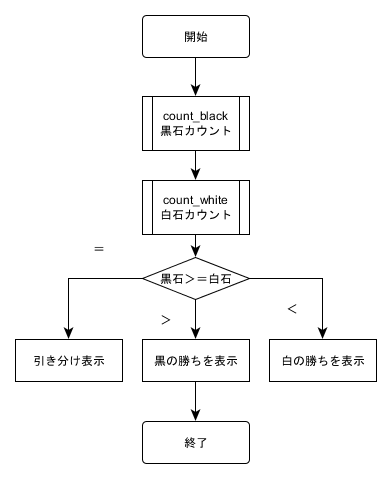 開始
count_black
黒石カウント
count_white
白石カウント
＝
黒石＞＝白石
＞
＜
引き分け表示
黒の勝ちを表示
白の勝ちを表示
終了